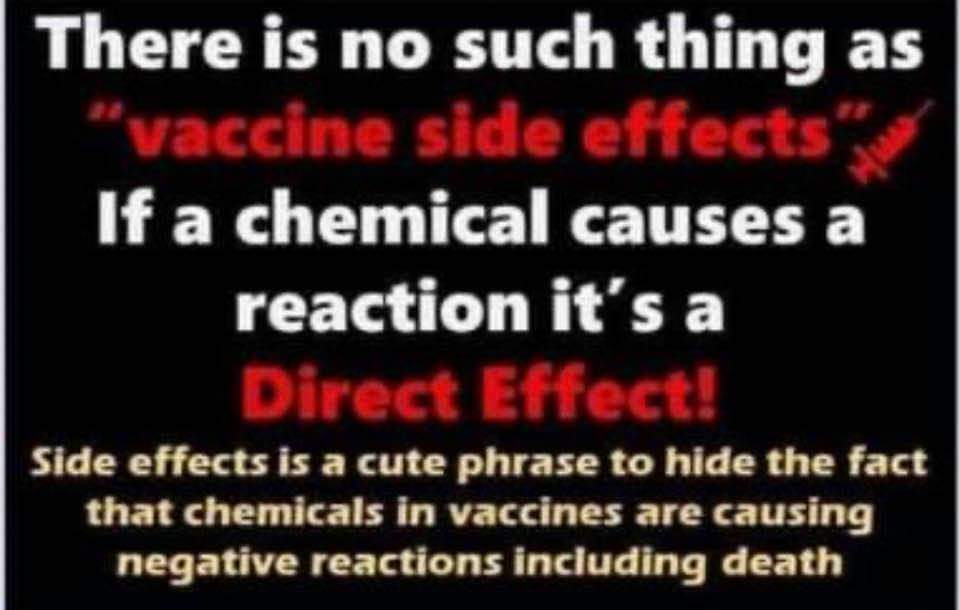 There is no such thing as
“vaccine side effects”
If a chemical causes a
reaction it’s a
Direct Effect!
Side effects is a cute phrase to hide the fact
that chemicals in vaccines are causing
negative reactions including death